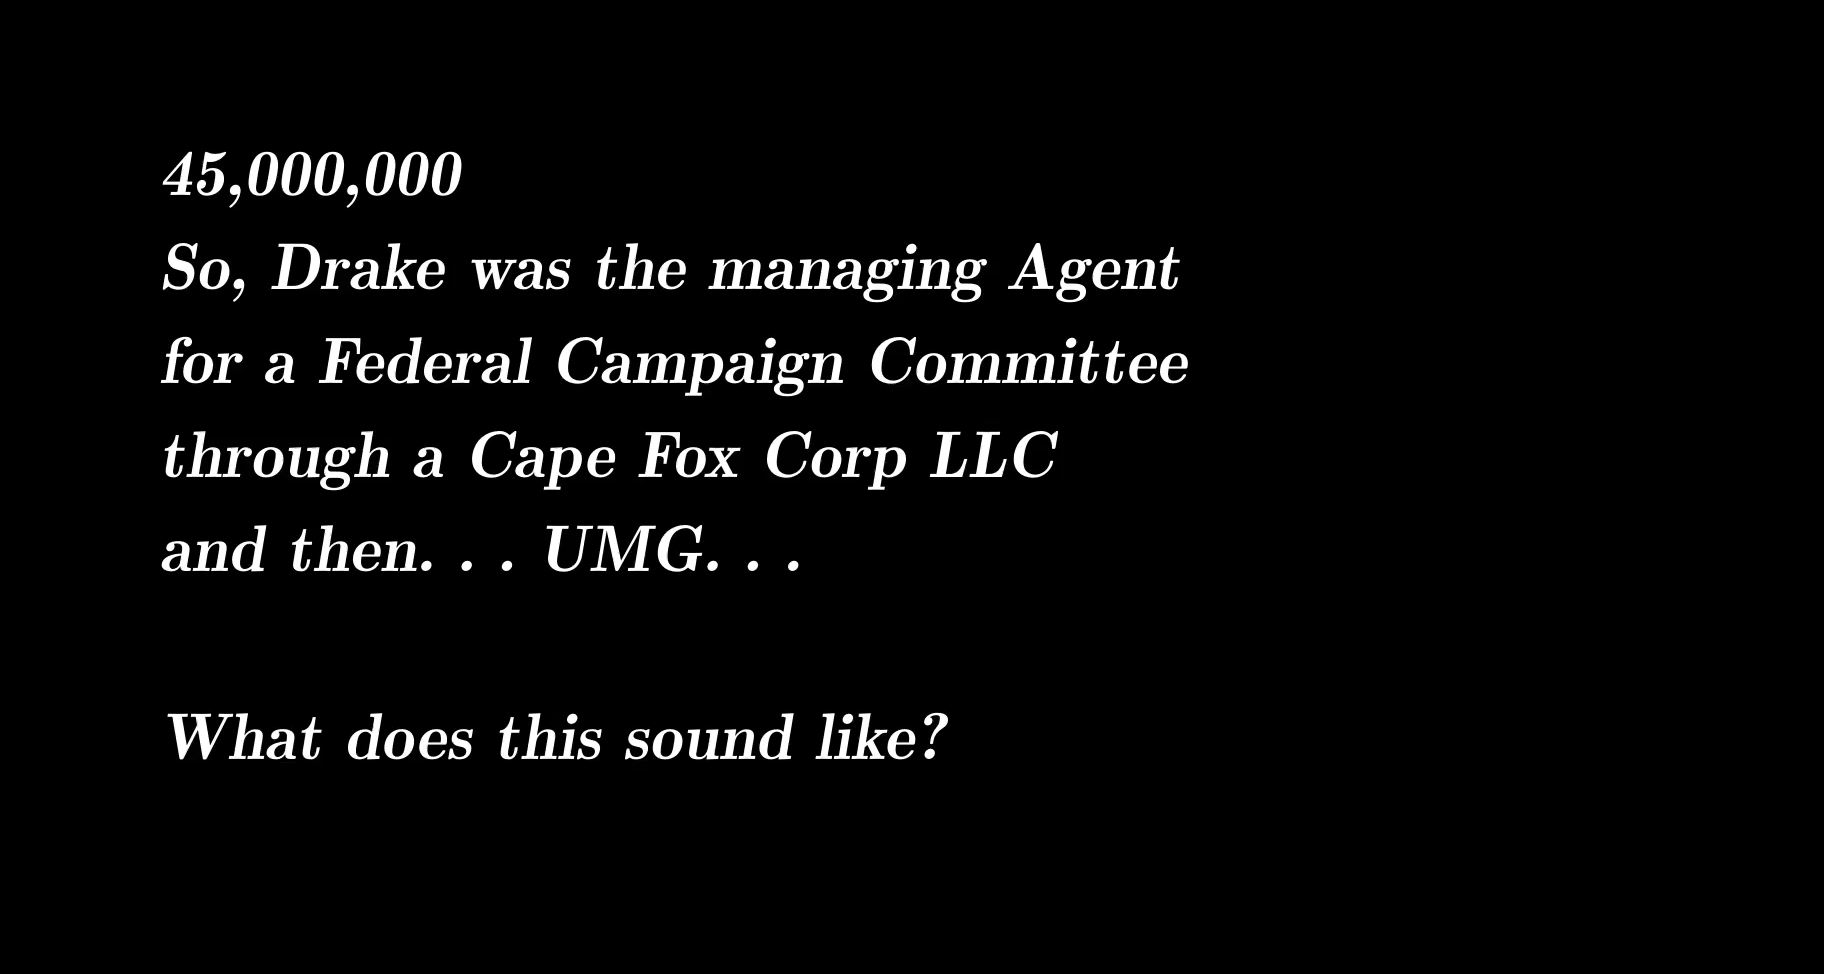 45,000,000
So, Drake was the managing Agent
for a Federal Campaign Committee
through a Cape Fox Corp LLC
and then. . . UMG. . .
What does this sound like?